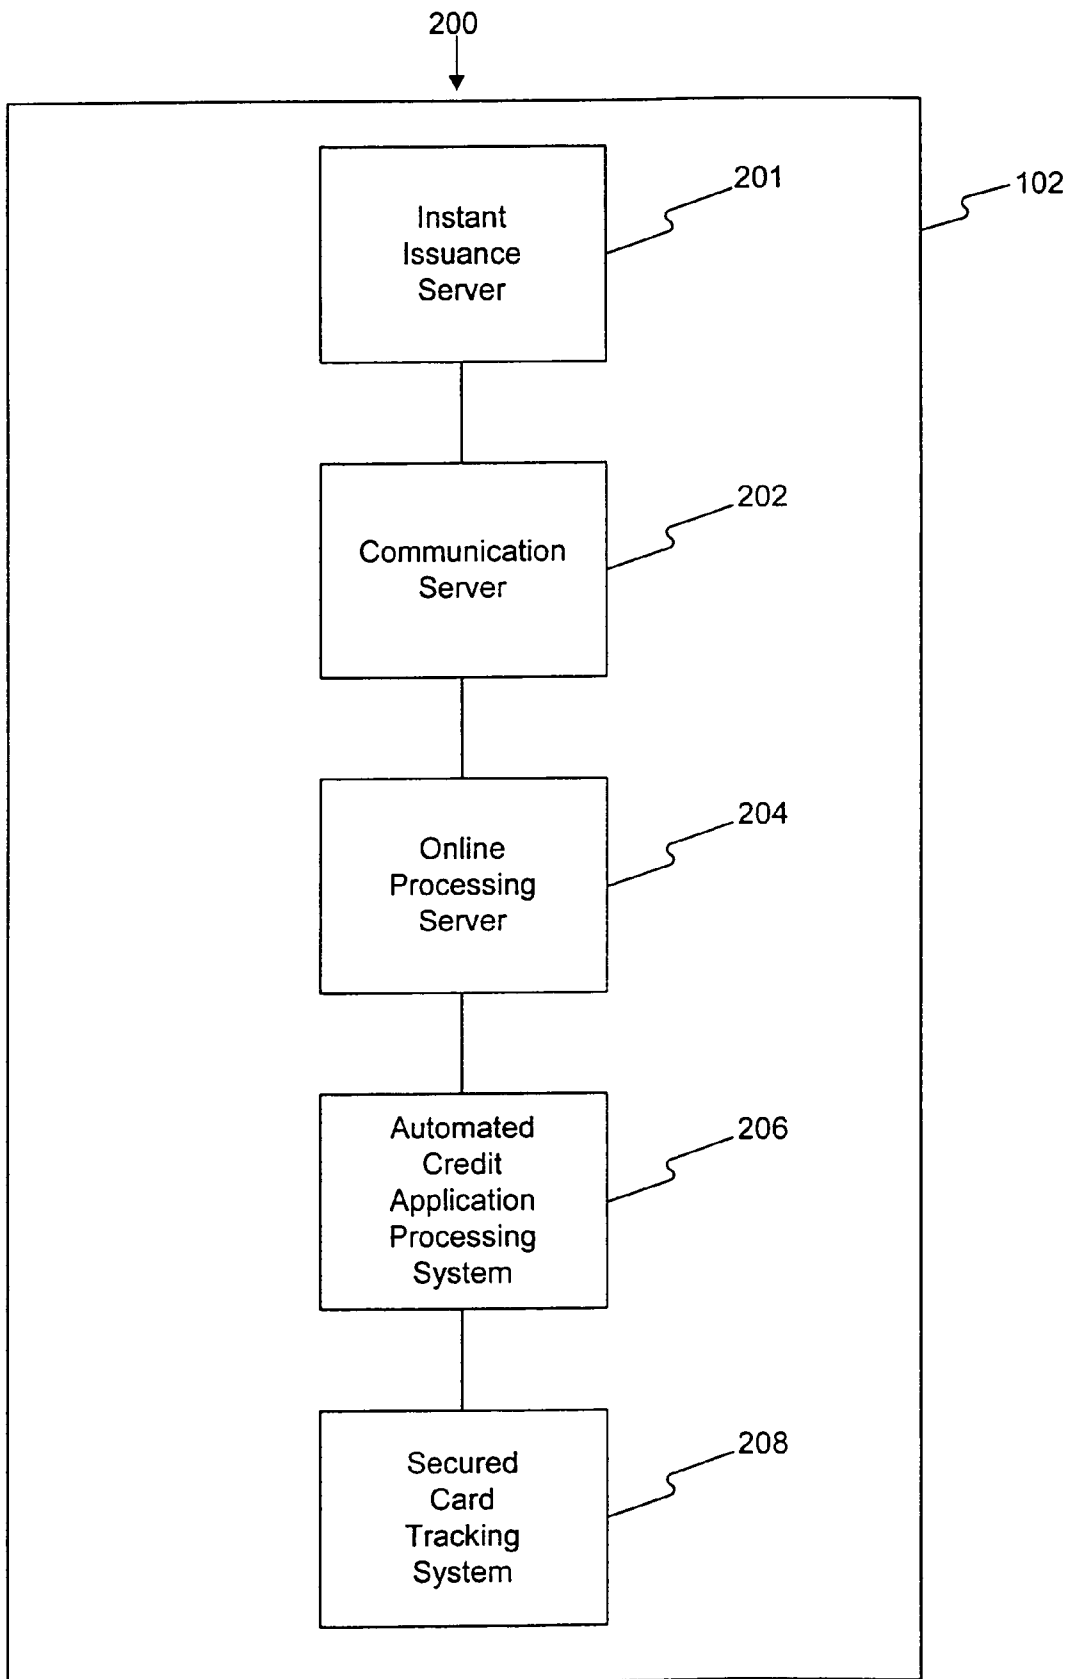 200
201
102
Instant
Issuance
Server
202
Communication
Server
204
Online
Processing
Server
206
Automated
Credit
Application
Processing
System
208
Secured
Card
Tracking
System